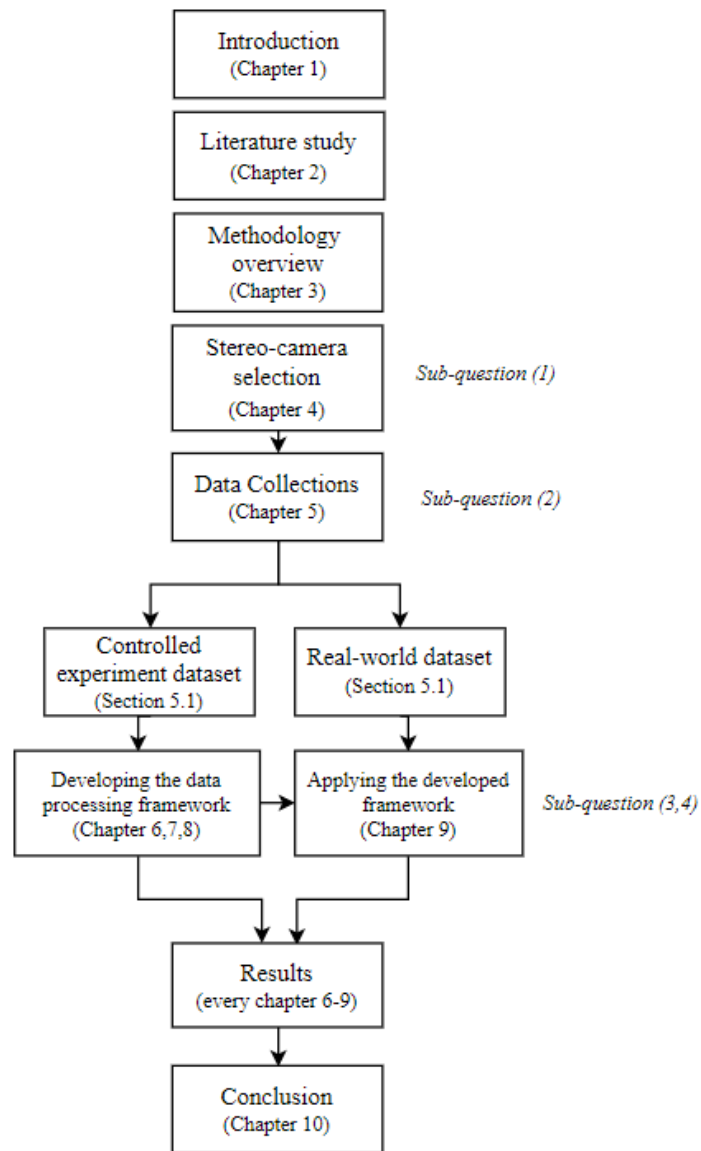 Introduction
(Chapter 1)
Literature study
(Chapter 2)
Methodology
overview
(Chapter 3)
Stereo-camera
selection
(Chapter 4)
Sub-question (1)
Data Collections
(Chapter 5)
Sub-question (2)
Controlled
experiment dataset
(Section 5.1)
Real-world dataset
(Section 5.1)
Developing the data
processing framework
(Chapter 6,7,8)
Applying the developed
framework
(Chapter 9)
Sub-question (3,4)
Results
(every chapter 6-9)
Conclusion
(Chapter 10)